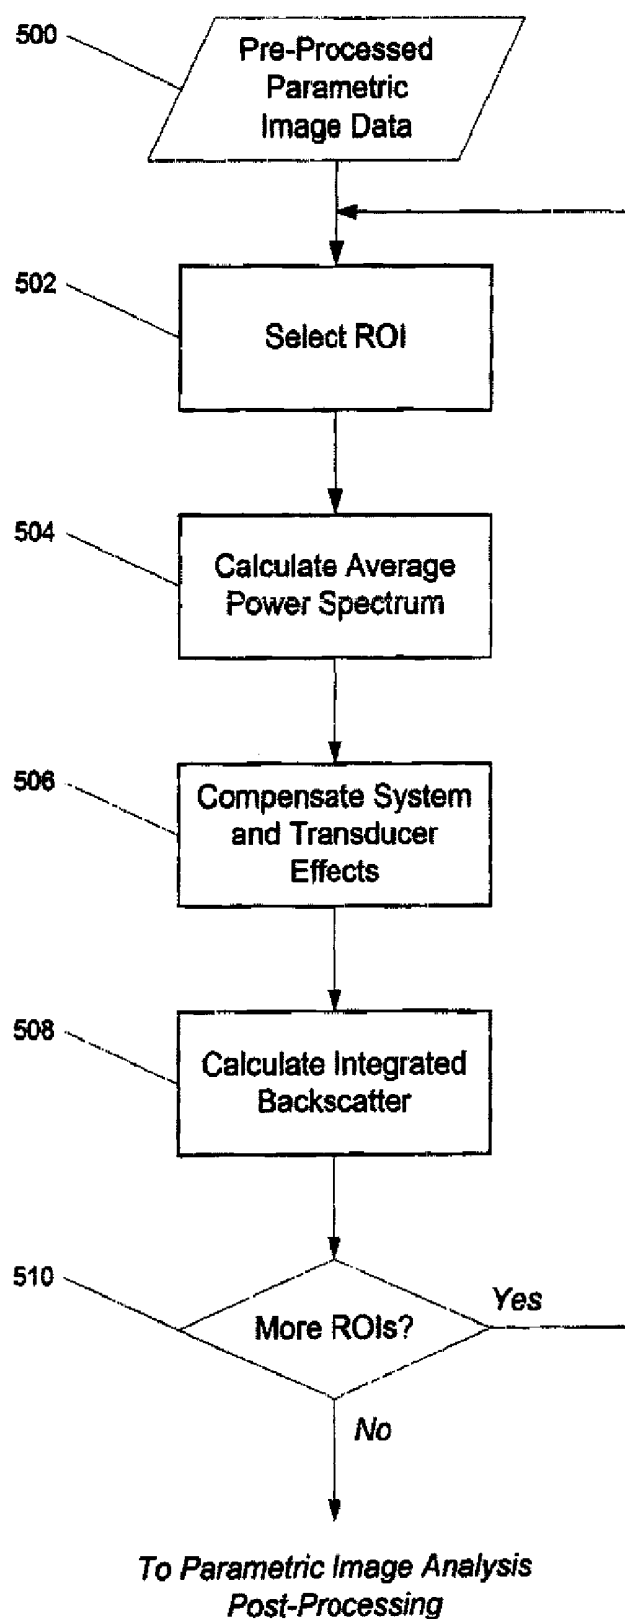 500
Pre-Processed
Parametric
Image Data
502
Select ROI
504
Calculate Average
Power Spectrum
506
Compensate System
and Transducer
Effects
508
Calculate Integrated
Backscatter
510
More ROIs?
Yes
No
To Parametric Image Analysis
Post-Processing